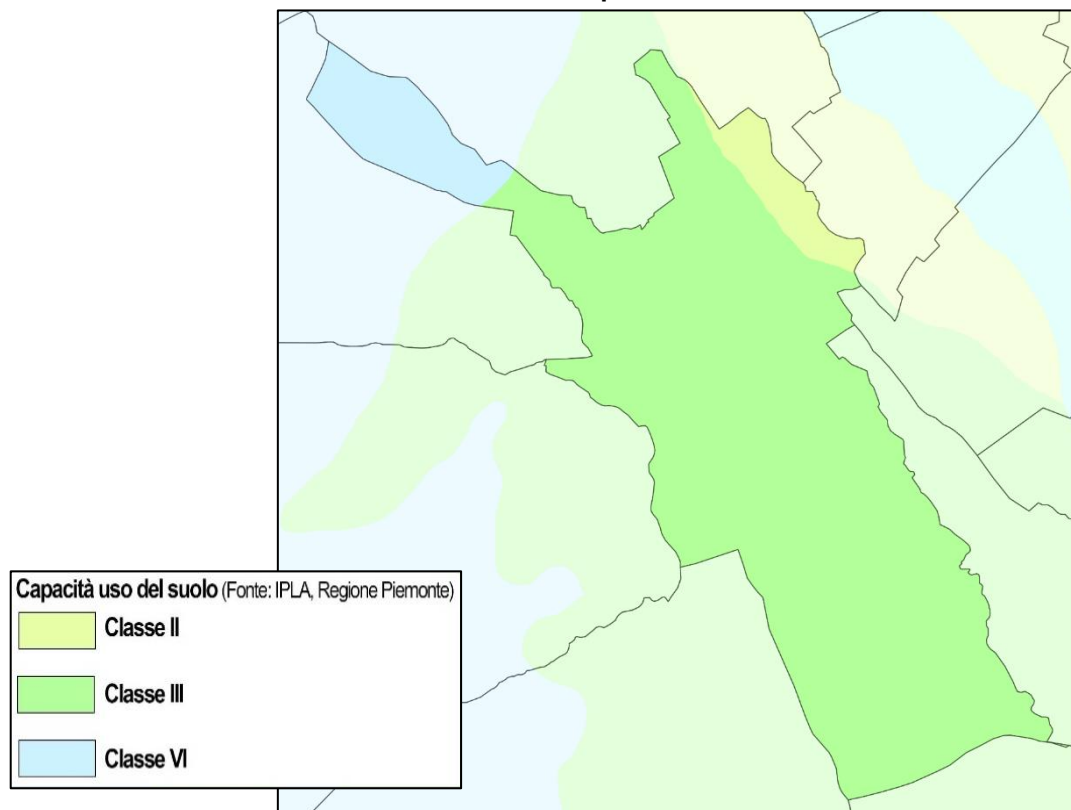 Capacità uso del suolo (Fonte: IPLA, Regione Piemonte)
Classe II
Classe III
Classe VI